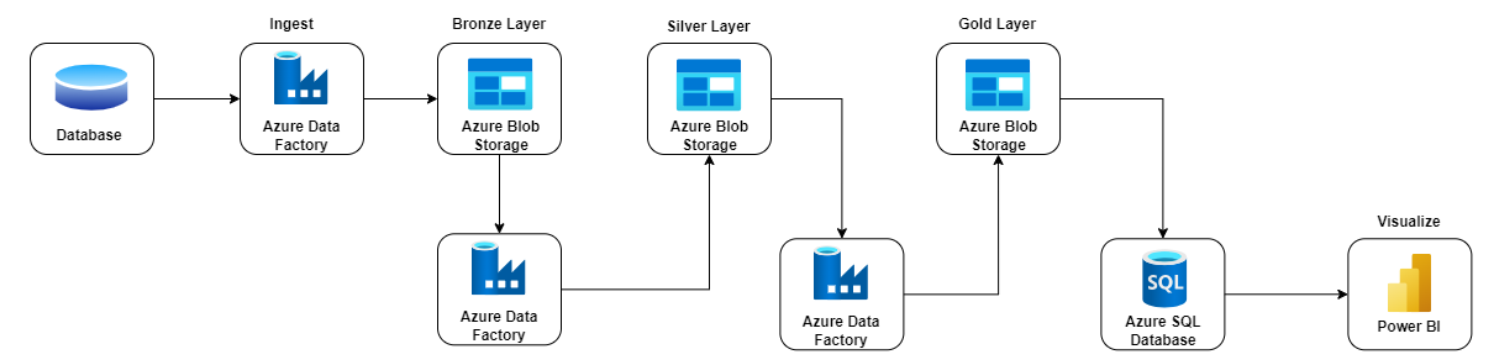 Ingest
Bronze Layer
Silver Layer
Gold Layer
Database
Azure Data
Factory
Azure Blob
Storage
Azure Blob
Storage
Azure Blob
Storage
Visualize
Azure Data
Factory
Azure Data
Factory
SQL
Azure SQL
Database
Power BI